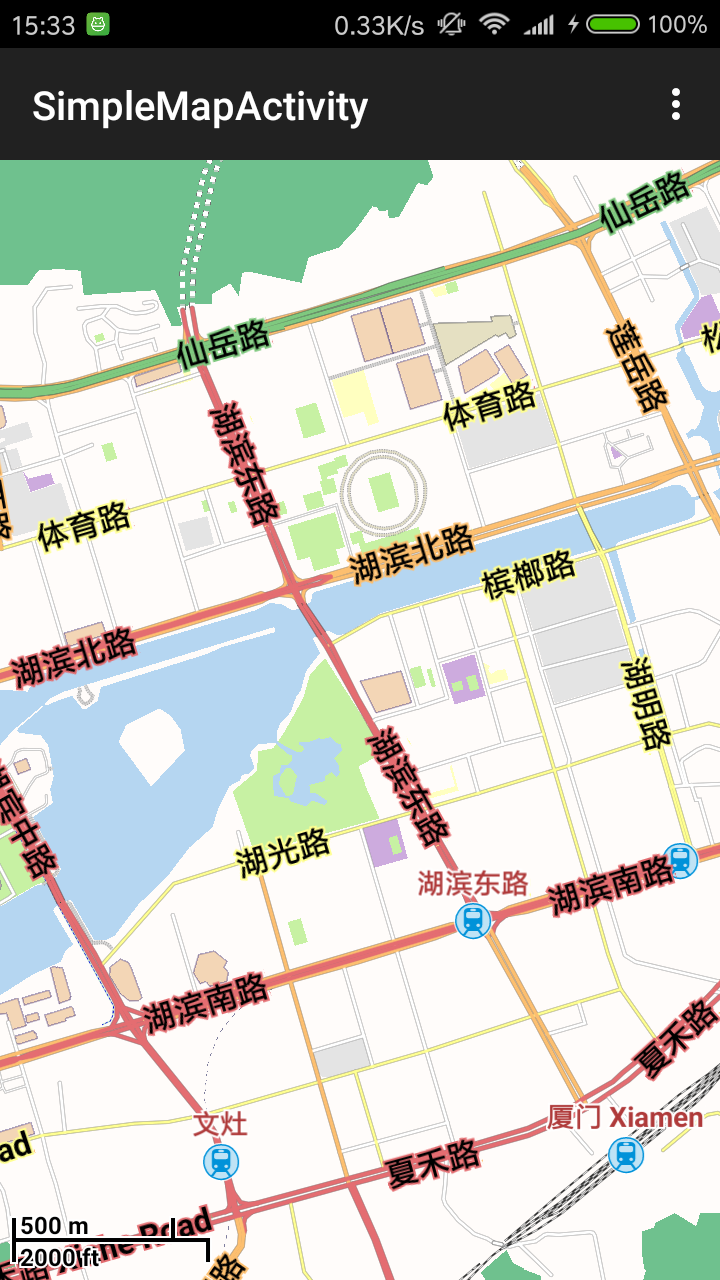 15:33 0.33K/s 100%
SimpleMapActivity
仙岳路
仙岳路
莲岳路
体育路
湖滨东路
体育路
湖滨北路
槟榔路
湖滨北路
湖明路
湖滨东路
湖光路
湖滨东路
湖滨南路
湖滨南路
夏禾路
文灶
厦门 Xiamen
ad
夏禾路
Road
500 m
2000 ft